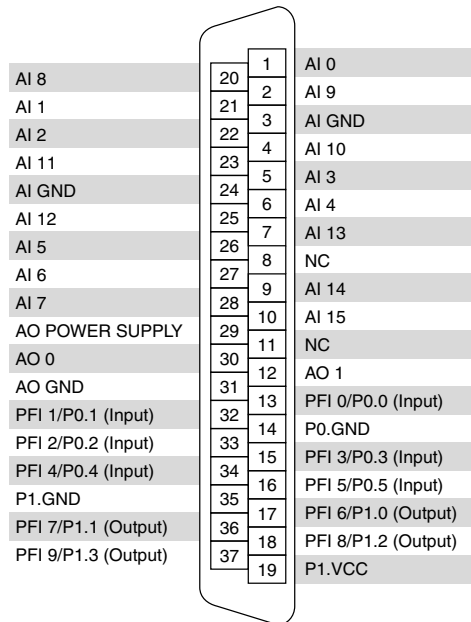 AI 8
AI 1
AI 2
AI 11
AI GND
AI 12
AI 5
AI 6
AI 7
AO POWER SUPPLY
AO 0
AO GND
PFI 1/P0.1 (Input)
PFI 2/P0.2 (Input)
PFI 4/P0.4 (Input)
P1.GND
PFI 7/P1.1 (Output)
PFI 9/P1.3 (Output)
20
21
22
23
24
25
26
27
28
29
30
31
32
33
34
35
36
37
1
2
3
4
5
6
7
8
9
10
11
12
13
14
15
16
17
18
19
AI 0
AI 9
AI GND
AI 10
AI 3
AI 4
AI 13
NC
AI 14
AI 15
NC
AO 1
PFI 0/P0.0 (Input)
P0.GND
PFI 3/P0.3 (Input)
PFI 5/P0.5 (Input)
PFI 6/P1.0 (Output)
PFI 8/P1.2 (Output)
P1.VCC